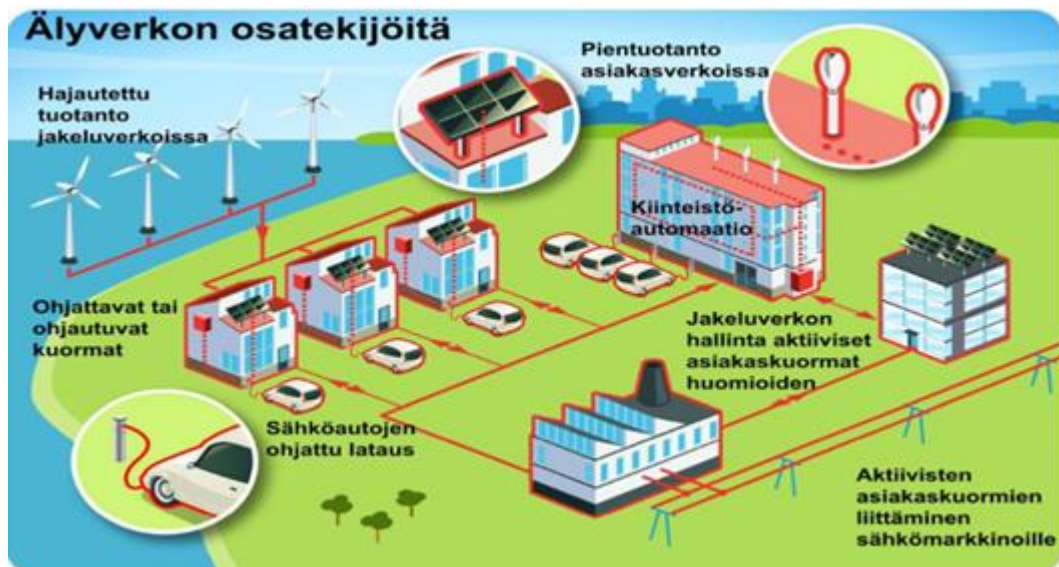 Älyverkon osatekijöitä
Hajautettu
tuotanto
jakeluverkoissa
Pientuotanto
asiakasverkoissa
Kiinteistö-
automaatio
Ohjattavat tai
ohjautuvat
kuormat
Jakeluverkon
hallinta aktiiviset
asiakaskuormat
huomioiden
Sähköautojen
ohjattu lataus
Aktiivisten
asiakaskuormien
liittäminen
sähkömarkkinoille